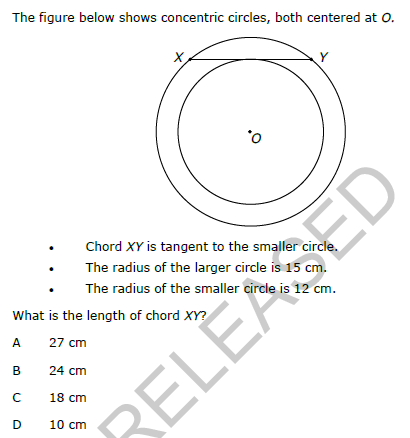 The figure below shows concentric circles, both centered at O.
X
Y
O
• Chord XY is tangent to the smaller circle.
• The radius of the larger circle is 15 cm.
• The radius of the smaller circle is 12 cm.
What is the length of chord XY?
A 27 cm
B 24 cm
C 18 cm
D 10 cm
RELEASED